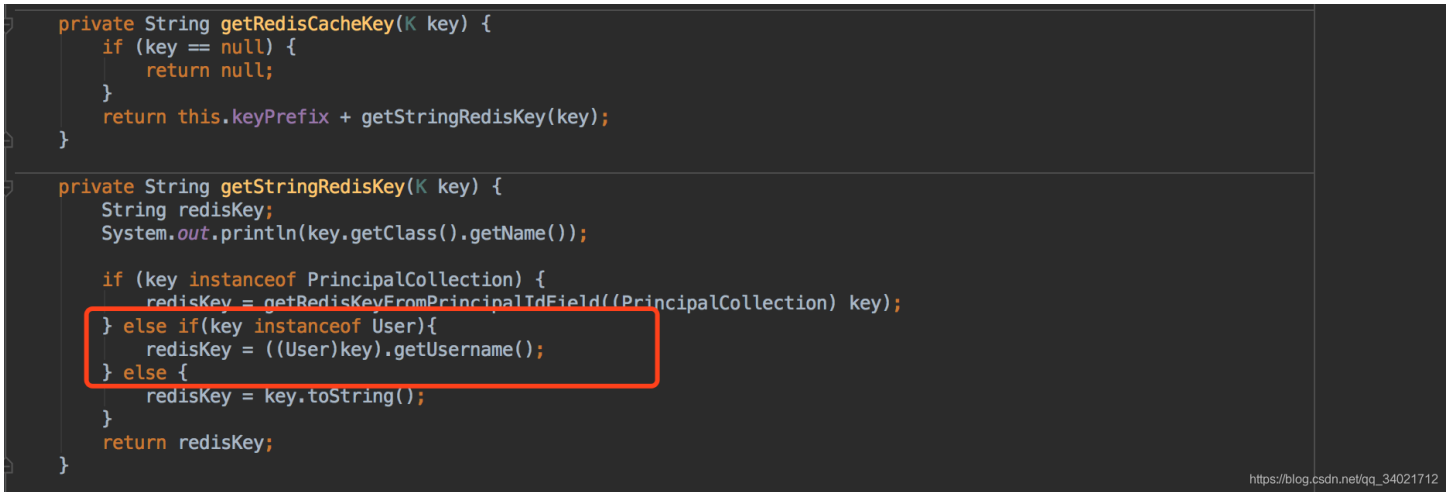 private String getRedisCacheKey(K key) {
if (key == null) {
return null;
}
return this.keyPrefix + getStringRedisKey(key);
}
private String getStringRedisKey(K key) {
String redisKey;
System.out.println(key.getClass().getName());
if (key instanceof PrincipalCollection) {
redisKey = getRedisKeyFromPrincipalIdField((PrincipalCollection) key);
} else if(key instanceof User){
redisKey = ((User)key).getUsername();
} else {
redisKey = key.toString();
}
return redisKey;
}
https://blog.csdn.net/qq_34021712